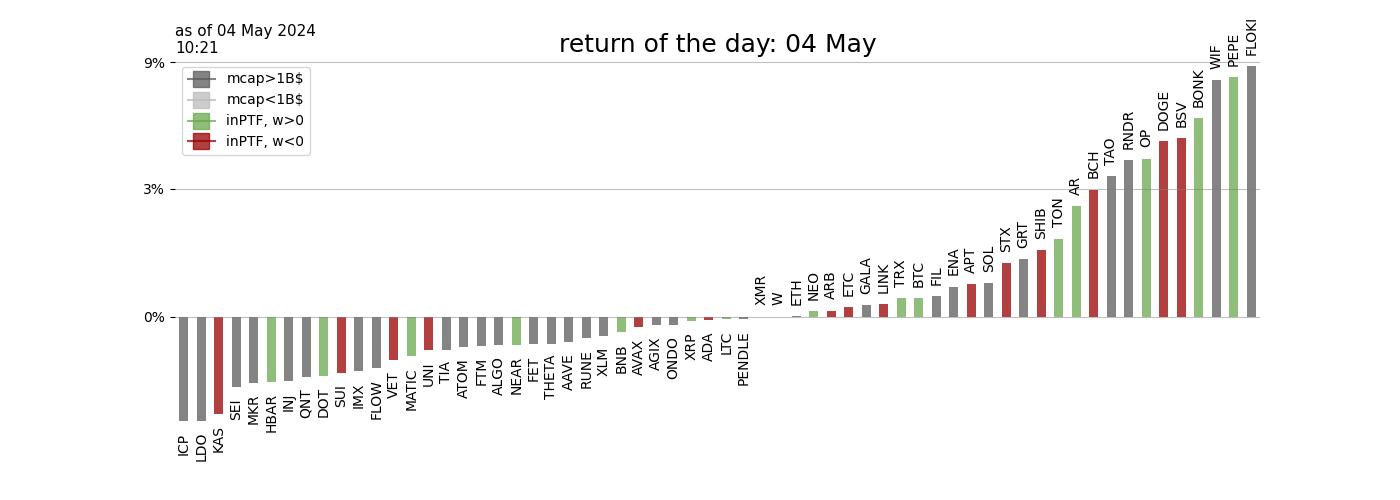 as of 04 May 2024
10:21
return of the day: 04 May
9%
3%
0%
mcap>1B$
mcap<1B$
inPTF, w>0
inPTF, w<0
ICP
LDO
KAS
SEI
MKR
HBAR
INJ
QNT
DOT
SUI
IMX
FLOW
VET
MATIC
UNI
TIA
ATOM
FTM
ALGO
NEAR
FET
THETA
AAVE
RUNE
XLM
BNB
AVAX
AGIX
ONDO
XRP
ADA
LTC
PENDLE
XMR
W
ETH
NEO
ARB
ETC
GALA
LINK
TRX
BTC
FIL
ENA
APT
SOL
STX
GRT
SHIB
TON
AR
BCH
TAO
RNDR
OP
DOGE
BSV
BONK
WIF
PEPE
FLOKI